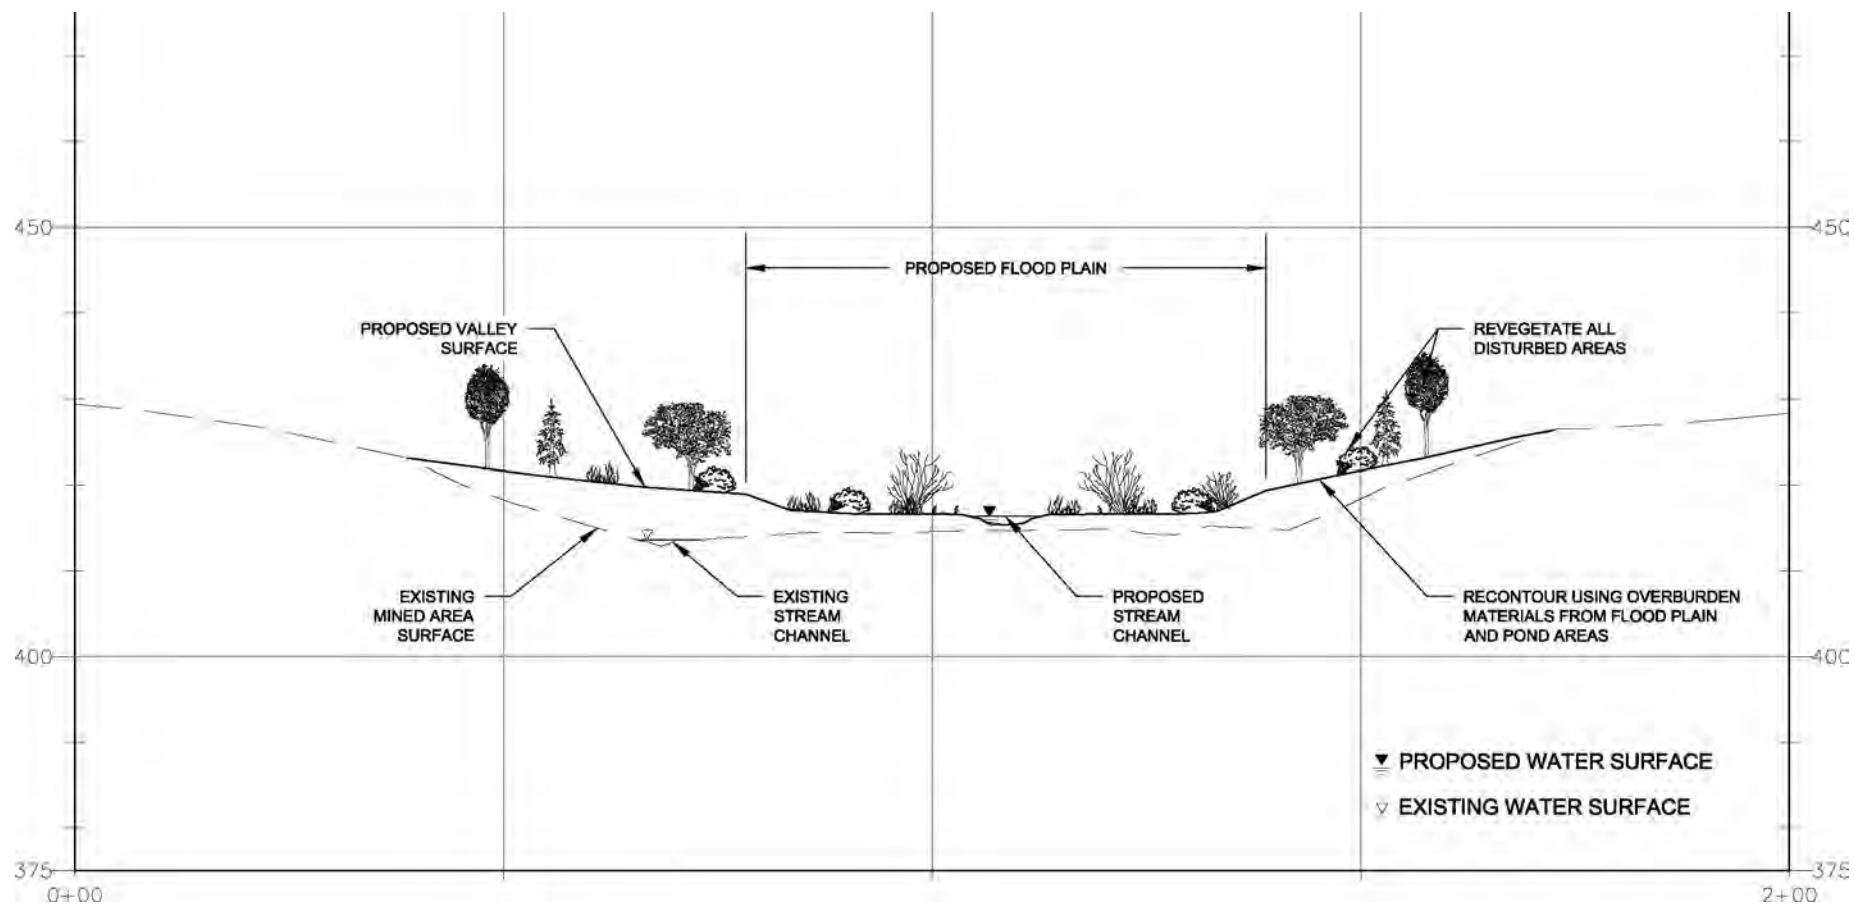 450
450
PROPOSED FLOOD PLAIN
PROPOSED VALLEY
SURFACE
REVEGETATE ALL
DISTURBED AREAS
EXISTING
MINED AREA
SURFACE
EXISTING
STREAM
CHANNEL
PROPOSED
STREAM
CHANNEL
RECONTOUR USING OVERBURDEN
MATERIALS FROM FLOOD PLAIN
AND POND AREAS
400
400
PROPOSED WATER SURFACE
EXISTING WATER SURFACE
375
375
0+00
2+00